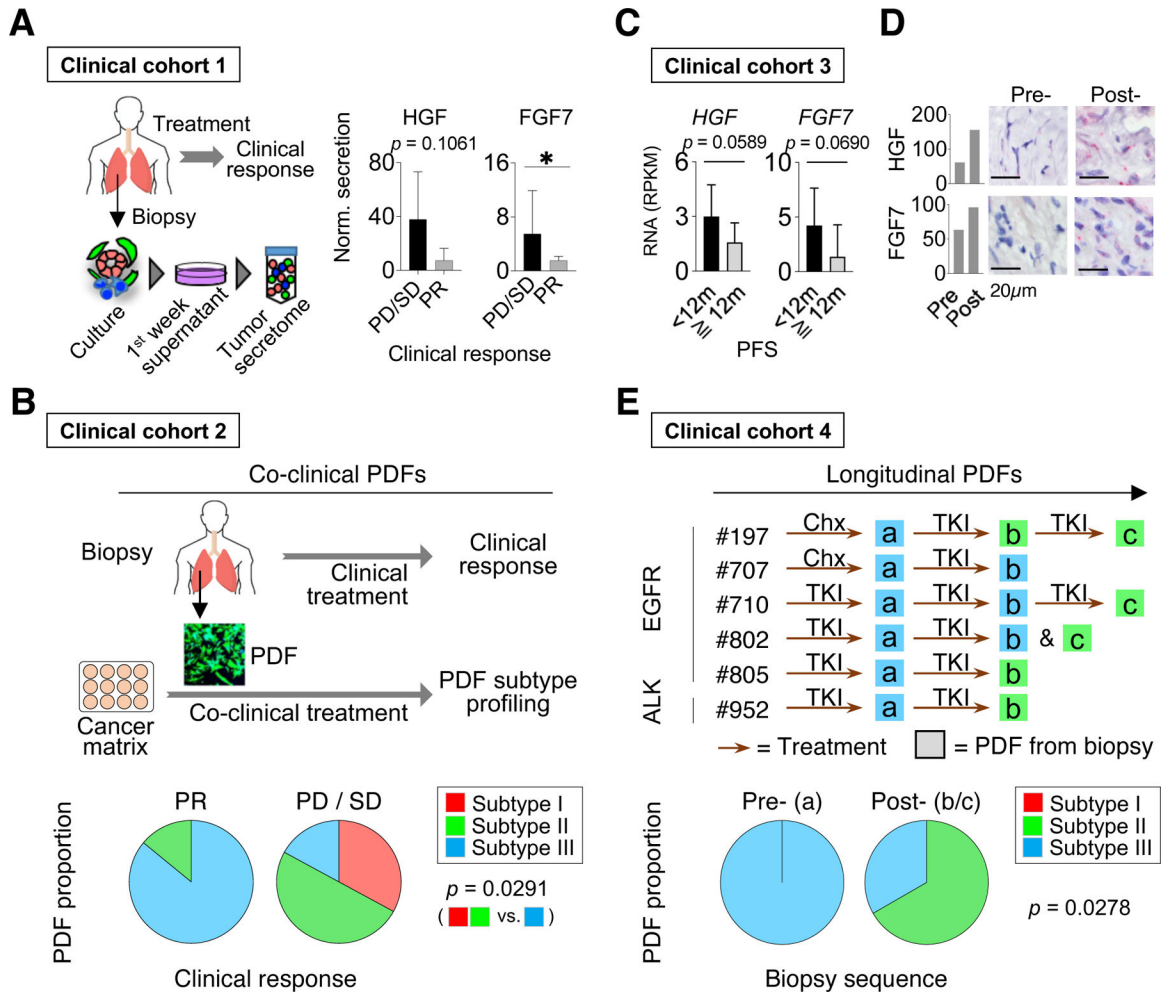 A
Clinical cohort 1
Treatment
Clinical
response
Biopsy
Culture
1st week
supernatant
Tumor
secretome
HGF
p = 0.1061
FGF7
*
Norm. secretion
80
40
0
16
8
0
PD/SD
PR
PD/SD
PR
Clinical response
C
Clinical cohort 3
HGF
p = 0.0589
FGF7
p = 0.0690
RNA (RPKM)
6
3
0
10
5
0
<12m
≥ 12m
<12m
≥ 12m
PFS
D
Pre-
Post-
HGF
200
150
100
50
0
FGF7
100
50
0
Pre
Post
20µm
B
Clinical cohort 2
Co-clinical PDFs
Biopsy
Clinical
treatment
Clinical
response
PDF
Cancer
matrix
Co-clinical treatment
PDF subtype
profiling
PDF proportion
PR
PD / SD
Subtype I
Subtype II
Subtype III
p = 0.0291
( vs. )
Clinical response
E
Clinical cohort 4
Longitudinal PDFs
EGFR
#197 Chx a TKI b TKI c
#707 Chx a TKI b
#710 TKI a TKI b TKI c
#802 TKI a TKI b & c
#805 TKI a TKI b
ALK
#952 TKI a TKI b
= Treatment = PDF from biopsy
PDF proportion
Pre- (a)
Post- (b/c)
Subtype I
Subtype II
Subtype III
p = 0.0278
Biopsy sequence